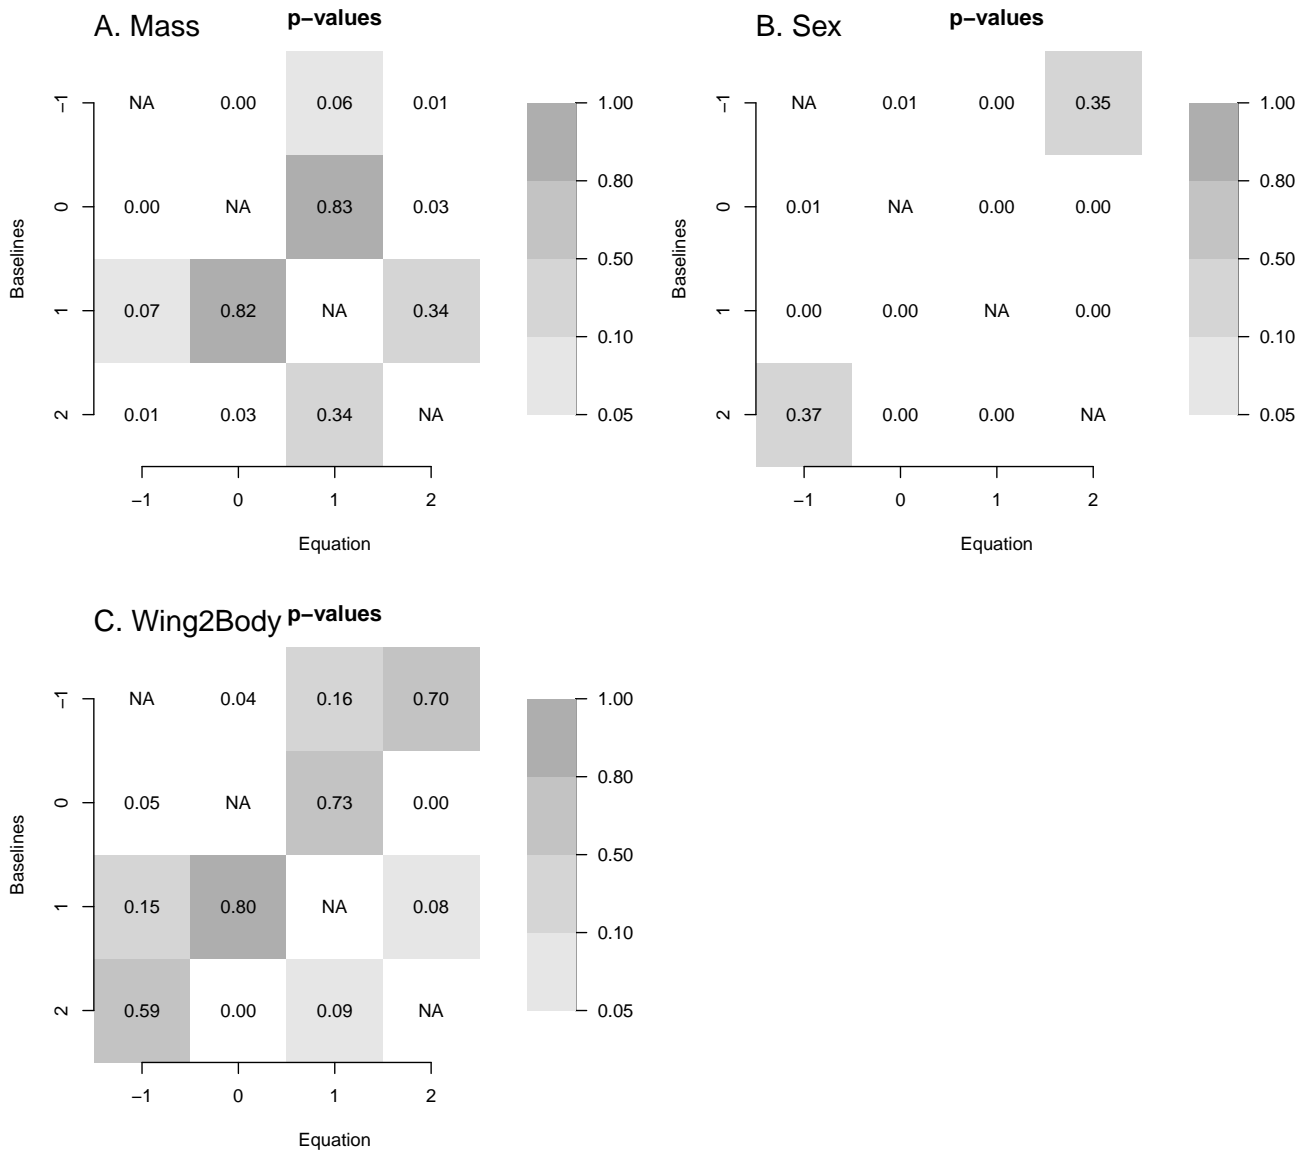 A. Mass
p−values
−1 NA 0.00 0.06 0.01
0 0.00 NA 0.83 0.03
1 0.07 0.82 NA 0.34
2 0.01 0.03 0.34 NA
Baselines
−1 0 1 2
Equation
1.00
0.80
0.50
0.10
0.05
B. Sex
p−values
−1 NA 0.01 0.00 0.35
0 0.01 NA 0.00 0.00
1 0.00 0.00 NA 0.00
2 0.37 0.00 0.00 NA
Baselines
−1 0 1 2
Equation
1.00
0.80
0.50
0.10
0.05
C. Wing2Body
p−values
−1 NA 0.04 0.16 0.70
0 0.05 NA 0.73 0.00
1 0.15 0.80 NA 0.08
2 0.59 0.00 0.09 NA
Baselines
−1 0 1 2
Equation
1.00
0.80
0.50
0.10
0.05